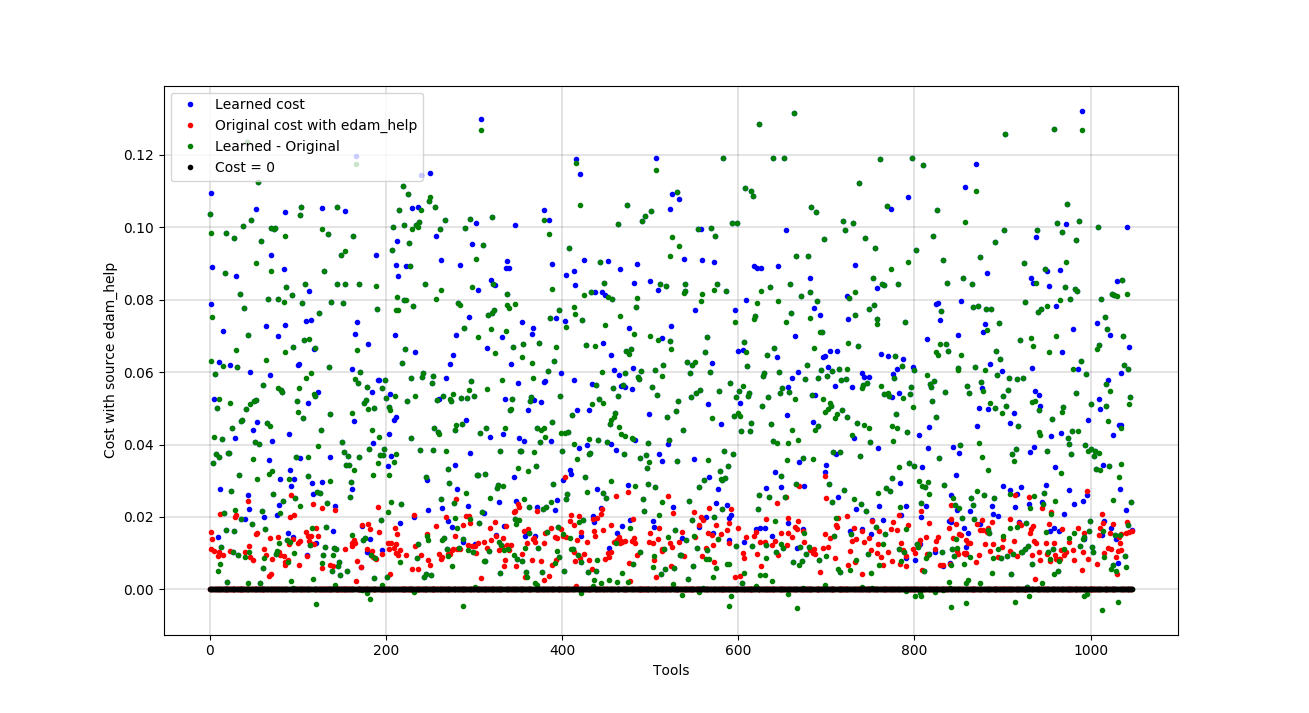 Learned cost
Original cost with edam_help
Learned - Original
Cost = 0
Cost with source edam_help
0.12
0.10
0.08
0.06
0.04
0.02
0.00
0 200 400 600 800 1000
Tools